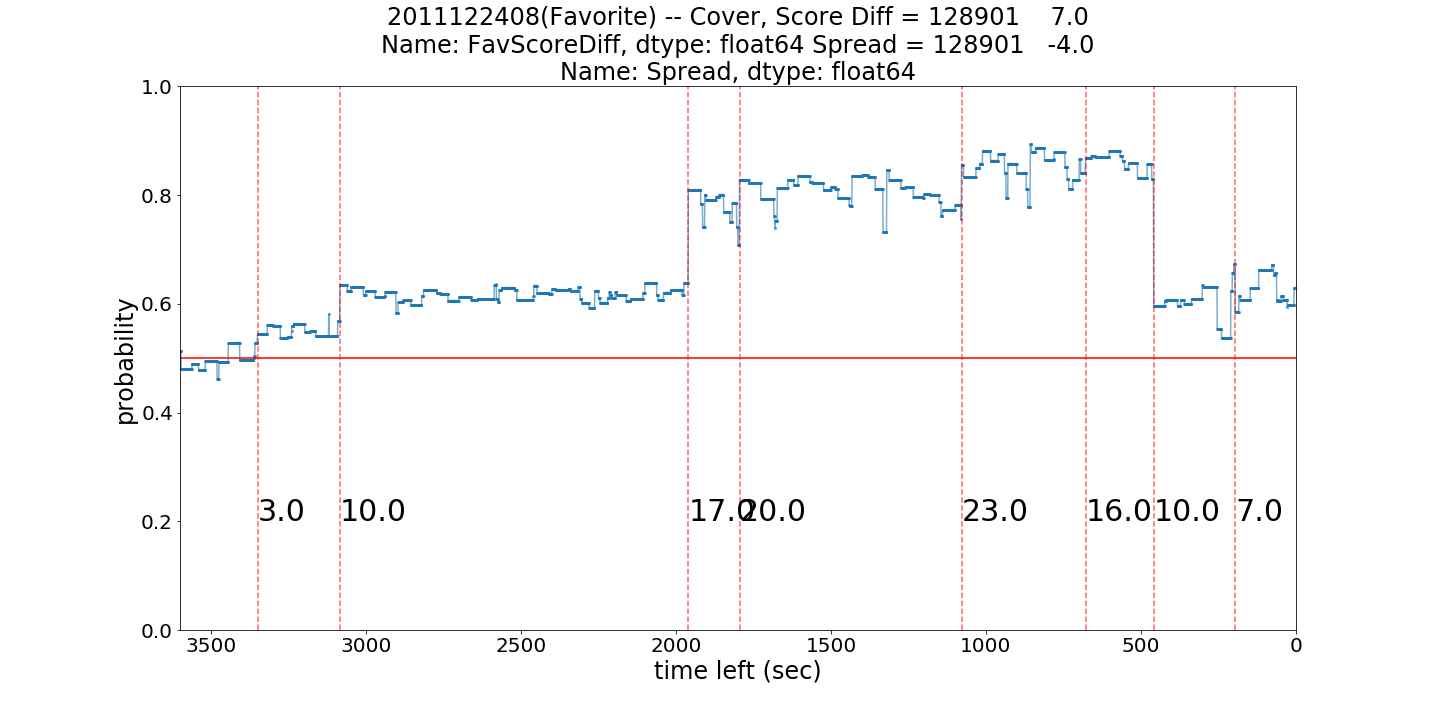 2011122408(Favorite) -- Cover, Score Diff = 128901    7.0
Name: FavScoreDiff, dtype: float64 Spread = 128901   -4.0
Name: Spread, dtype: float64
1.0
0.8
0.6
0.4
0.2
0.0
probability
3.0 10.0 17.0 20.0 23.0 16.0 10.0 7.0
3500 3000 2500 2000 1500 1000 500 0
time left (sec)